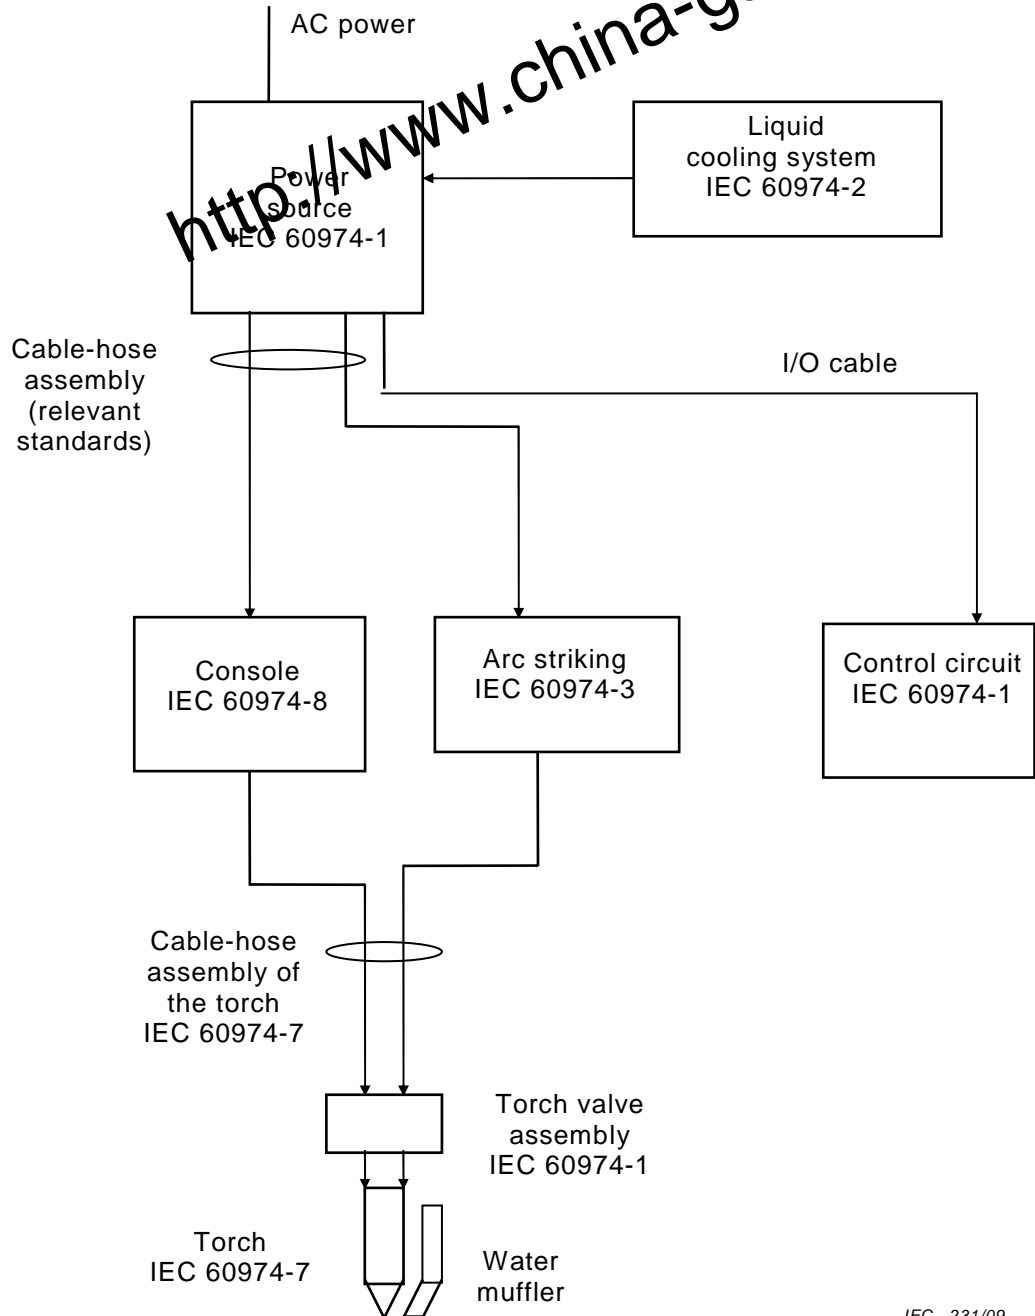 AC power
http://www.china-g
Power
source
IEC 60974-1
Liquid
cooling system
IEC 60974-2
Cable-hose
assembly
(relevant
standards)
I/O cable
Console
IEC 60974-8
Arc striking
IEC 60974-3
Control circuit
IEC 60974-1
Cable-hose
assembly of
the torch
IEC 60974-7
Torch valve
assembly
IEC 60974-1
Torch
IEC 60974-7
Water
muffler
IEC 231/09